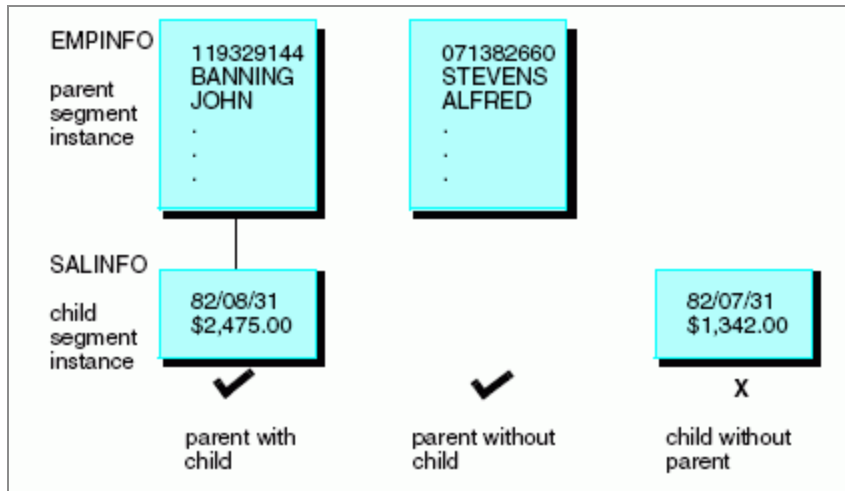 EMPINFO
parent
segment
instance
119329144
BANNING
JOHN
.
.
.
071382660
STEVENS
ALFRED
.
.
.
SALINFO
child
segment
instance
82/08/31
$2,475.00
82/07/31
$1,342.00
X
parent with
child
parent without
child
child without
parent